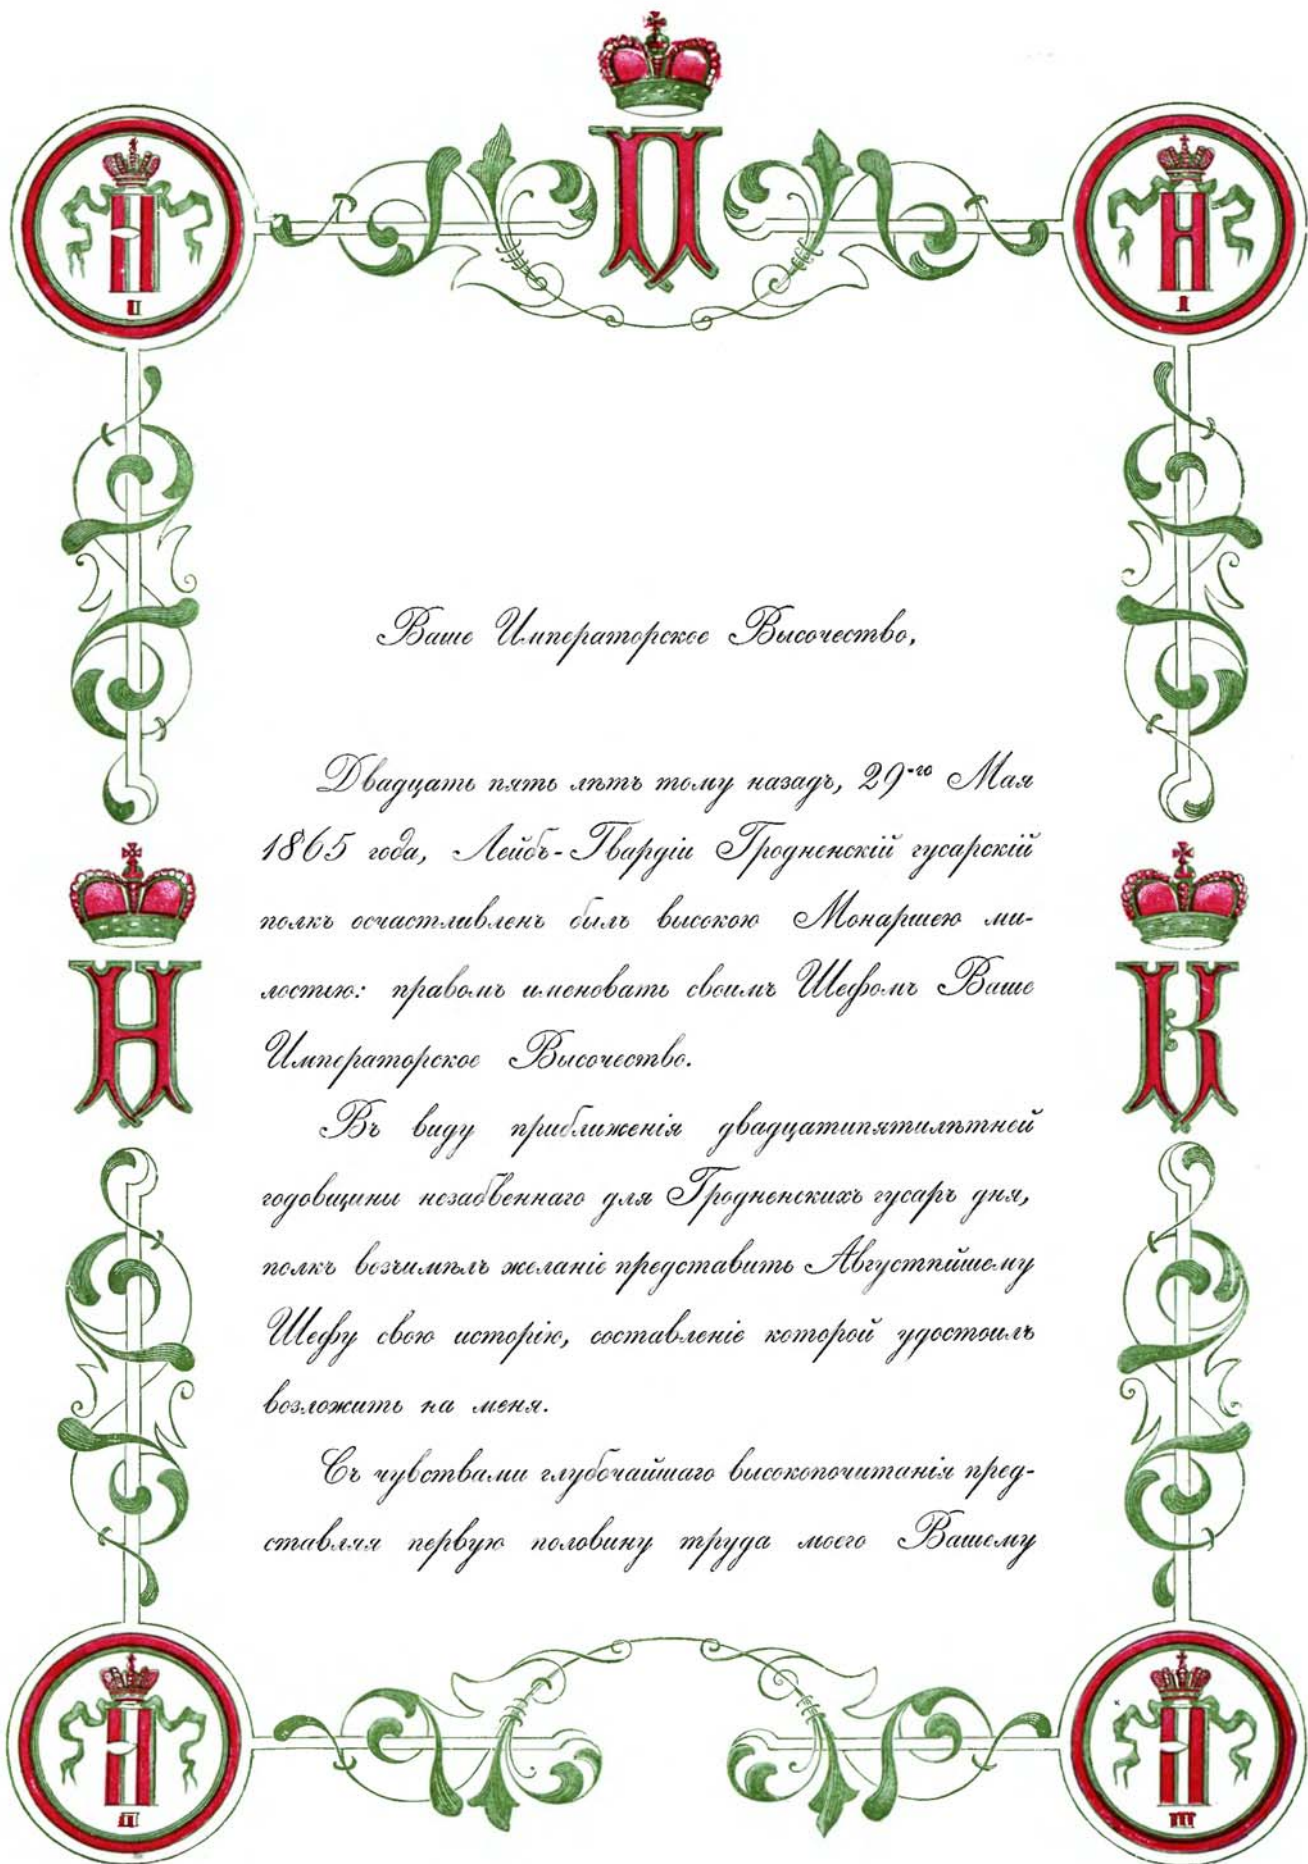 П
Н
I
Ваше Императорское Высочество,
Двадцать пять лѣтъ тому назадъ, 29-го Мая
1865 года, Лейбъ-Гвардіи Гродненскій гусарскій
полкъ осчастливленъ былъ высокою Монаршею ми-
лостію: правомъ именовать своимъ Шефомъ Ваше
Императорское Высочество.
Въ виду приближенія двадцатипятилѣтней
годовщины незабвеннаго для Гродненскихъ гусаръ дня,
полкъ возъимѣлъ желаніе представить Августѣйшему
Шефу свою исторію, составленіе которой удостоилъ
возложить на меня.
Съ чувствами глубочайшаго высокопочитанія пред-
ставляя первую половину труда моего Вашему
Н
К
II
III